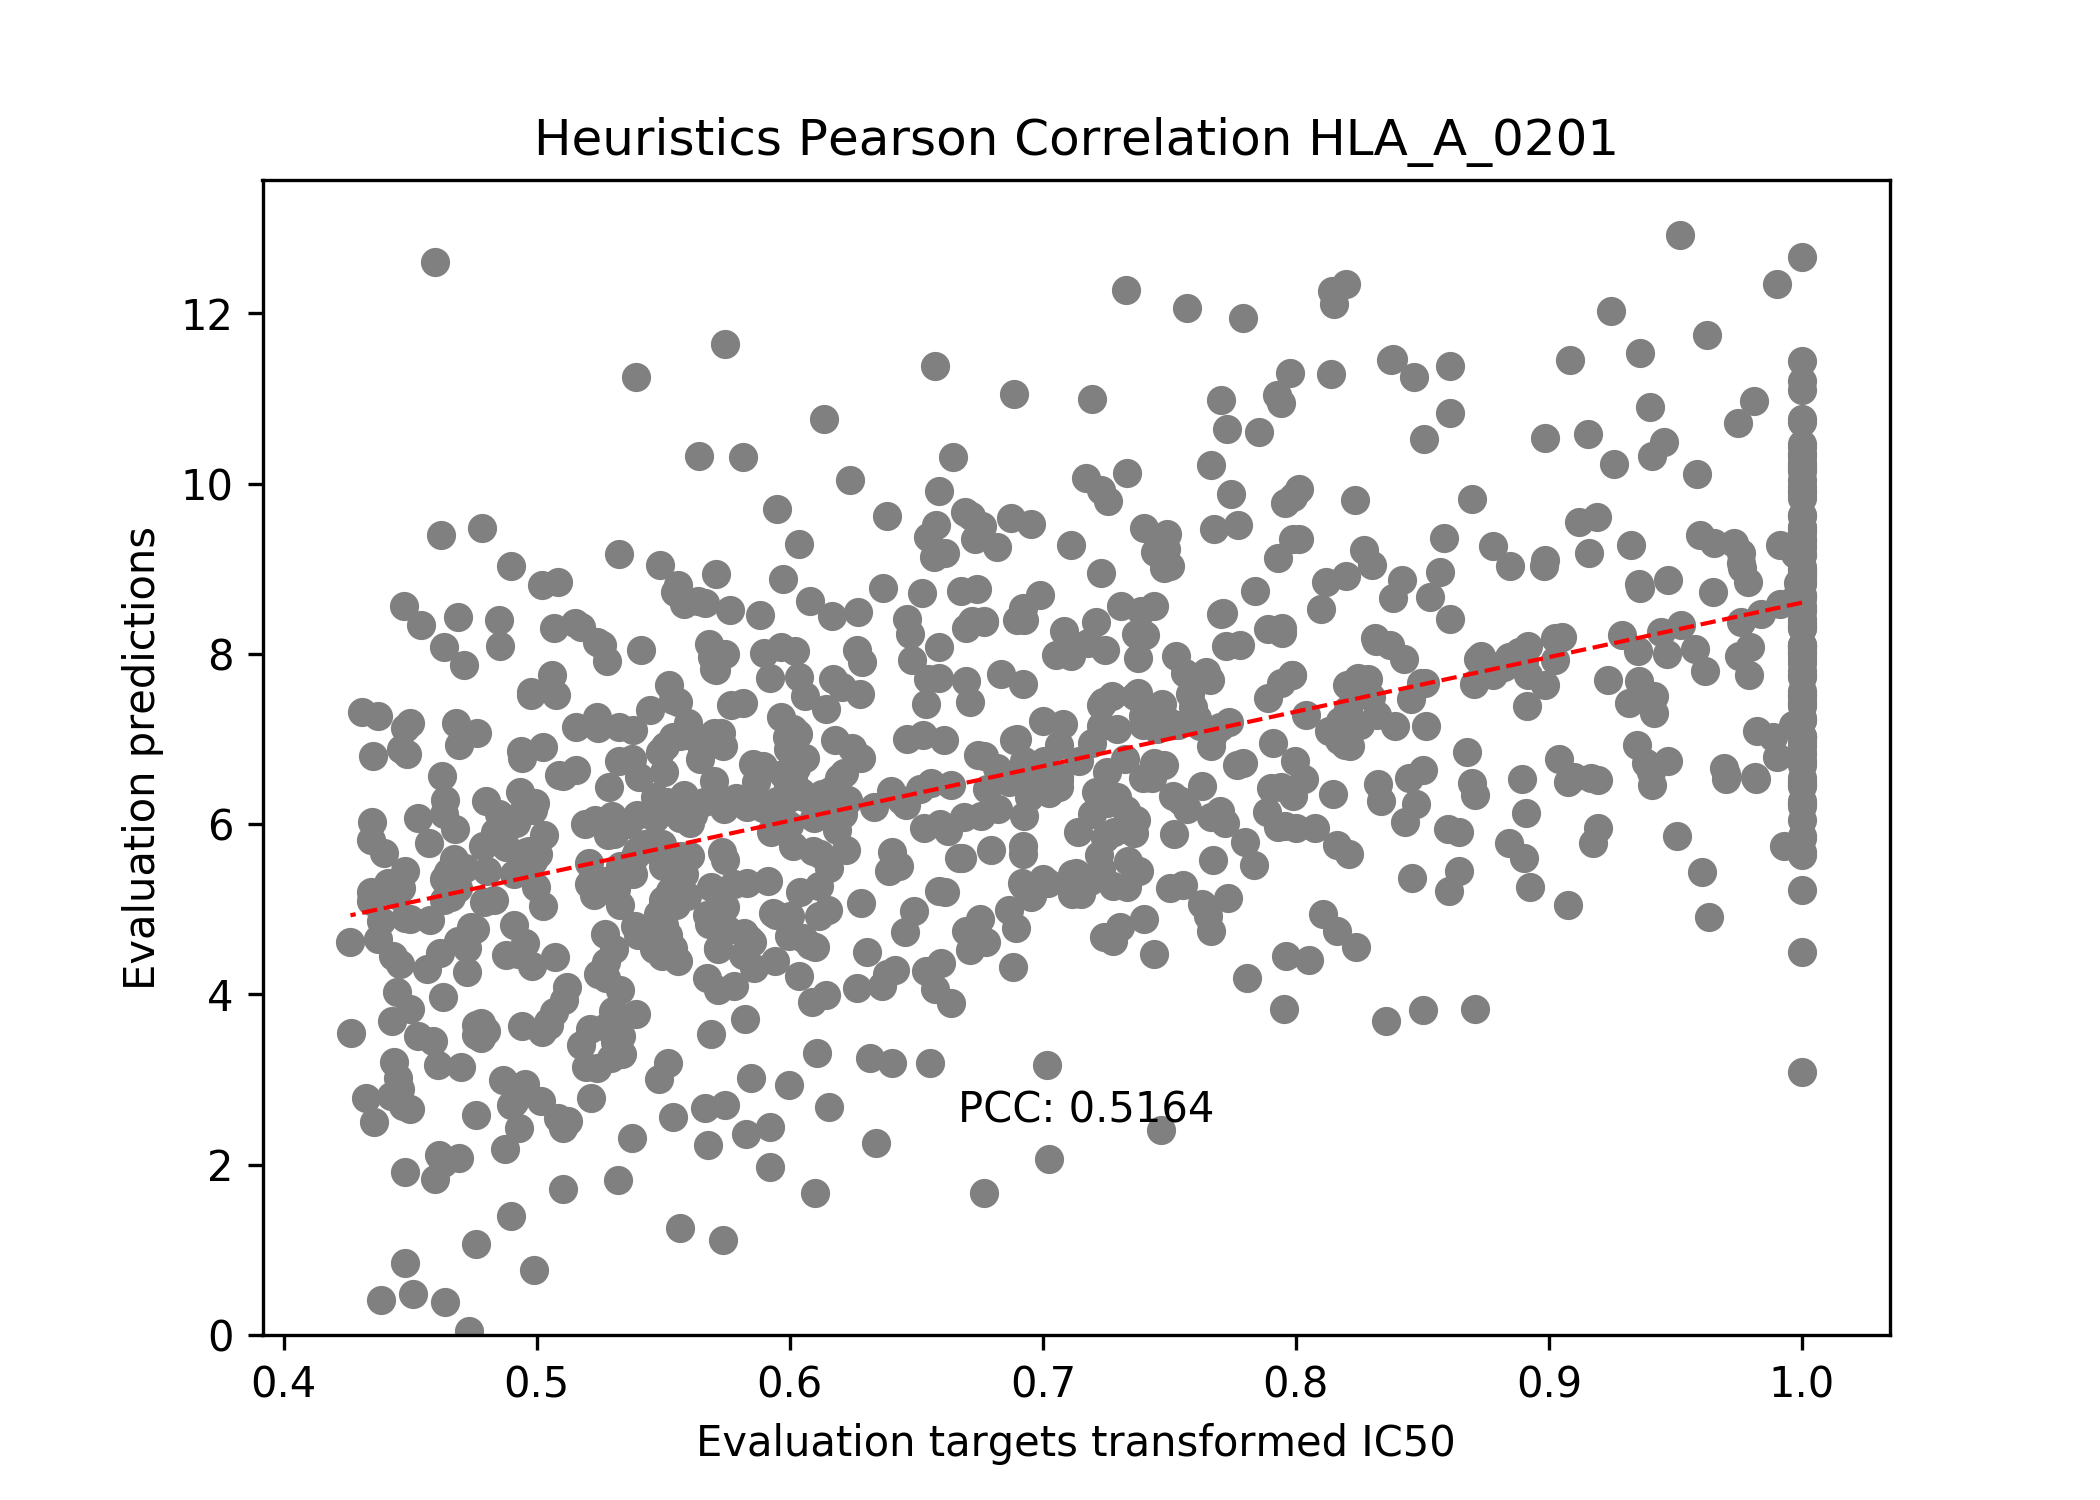 Heuristics Pearson Correlation HLA_A_0201
Evaluation predictions
12
10
8
6
4
2
0
PCC: 0.5164
0.4 0.5 0.6 0.7 0.8 0.9 1.0
Evaluation targets transformed IC50